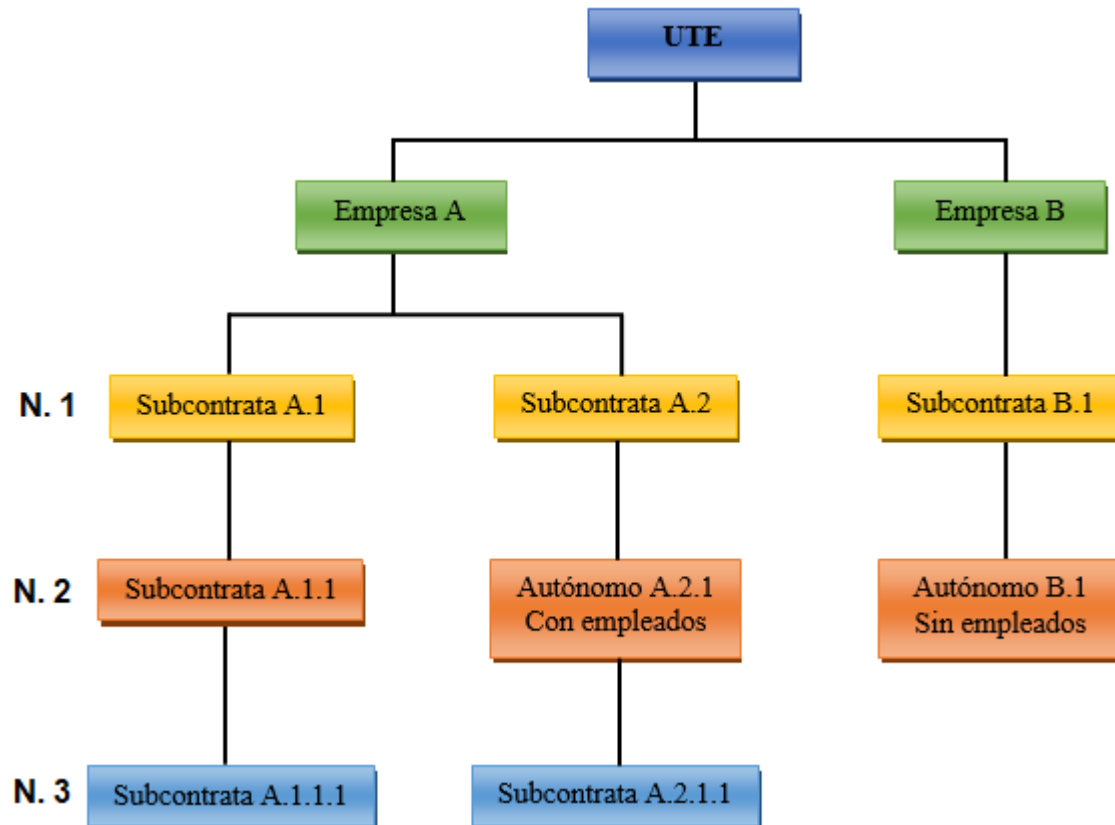 UTE
Empresa A
Empresa B
N. 1
Subcontrata A.1
Subcontrata A.2
Subcontrata B.1
N. 2
Subcontrata A.1.1
Autónomo A.2.1
Con empleados
Autónomo B.1
Sin empleados
N. 3
Subcontrata A.1.1.1
Subcontrata A.2.1.1